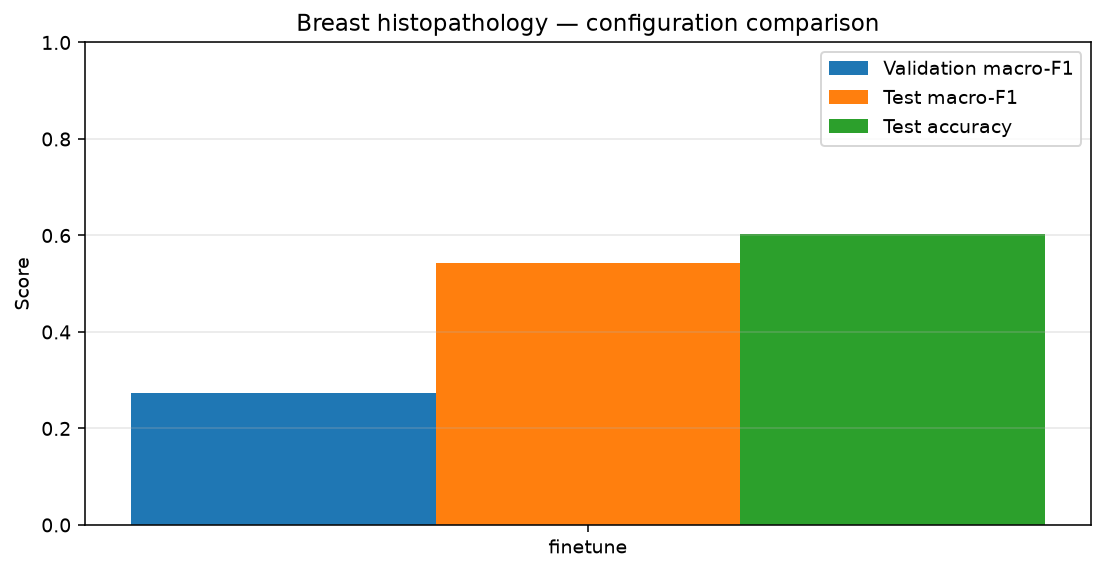 Breast histopathology — configuration comparison
Validation macro-F1
Test macro-F1
Test accuracy
1.0
0.8
0.6
0.4
0.2
0.0
Score
finetune